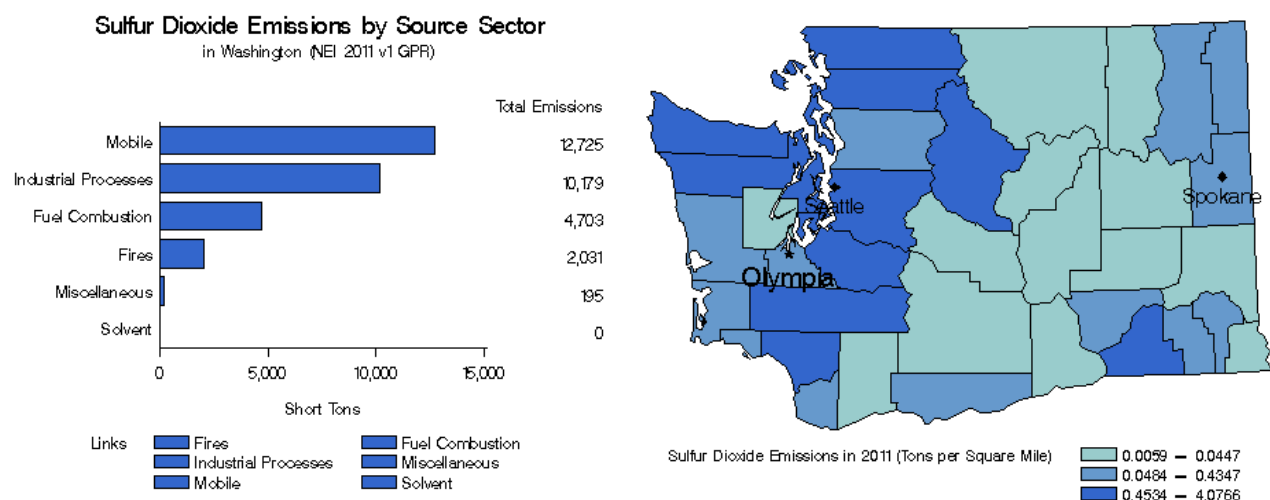 Sulfur Dioxide Emissions by Source Sector
in Washington (NEI 2011 v1 GPR)
Total Emissions
Mobile 12,725
Industrial Processes 10,179
Fuel Combustion 4,703
Fires 2,031
Miscellaneous 195
Solvent 0
0 5,000 10,000 15,000
Short Tons
Links Fires Fuel Combustion
Industrial Processes Miscellaneous
Mobile Solvent
Seattle
Spokane
Olympia
Sulfur Dioxide Emissions in 2011 (Tons per Square Mile) 0.0059 – 0.0447
0.0484 – 0.4347
0.4534 – 4.0766